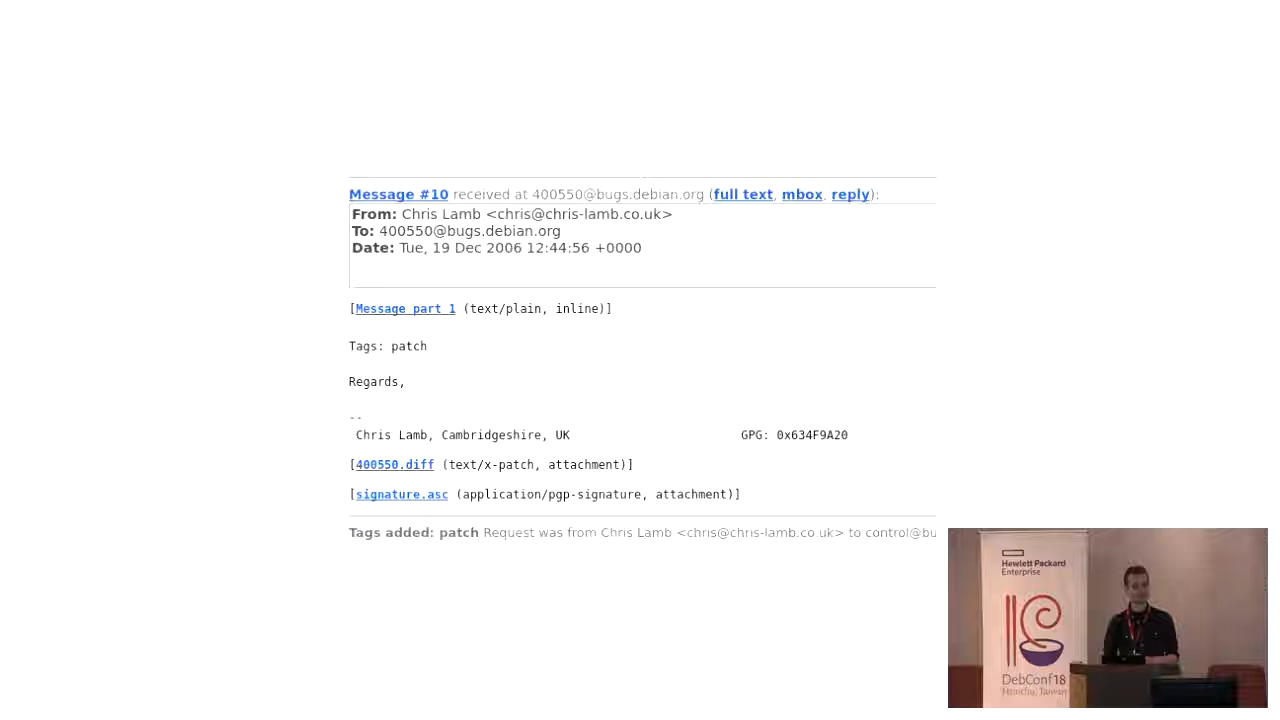 Message #10 received at 400550@bugs.debian.org (full text, mbox, reply):
From: Chris Lamb <chris@chris-lamb.co.uk>
To: 400550@bugs.debian.org
Date: Tue, 19 Dec 2006 12:44:56 +0000
[Message part 1 (text/plain, inline)]
Tags: patch
Regards,
--
Chris Lamb, Cambridgeshire, UK GPG: 0x634F9A20
[400550.diff (text/x-patch, attachment)]
[signature.asc (application/pgp-signature, attachment)]
Tags added: patch Request was from Chris Lamb <chris@chris-lamb.co.uk> to control@bu
Hewlett Packard
Enterprise
DebConf18
Hsinchu, Taiwan